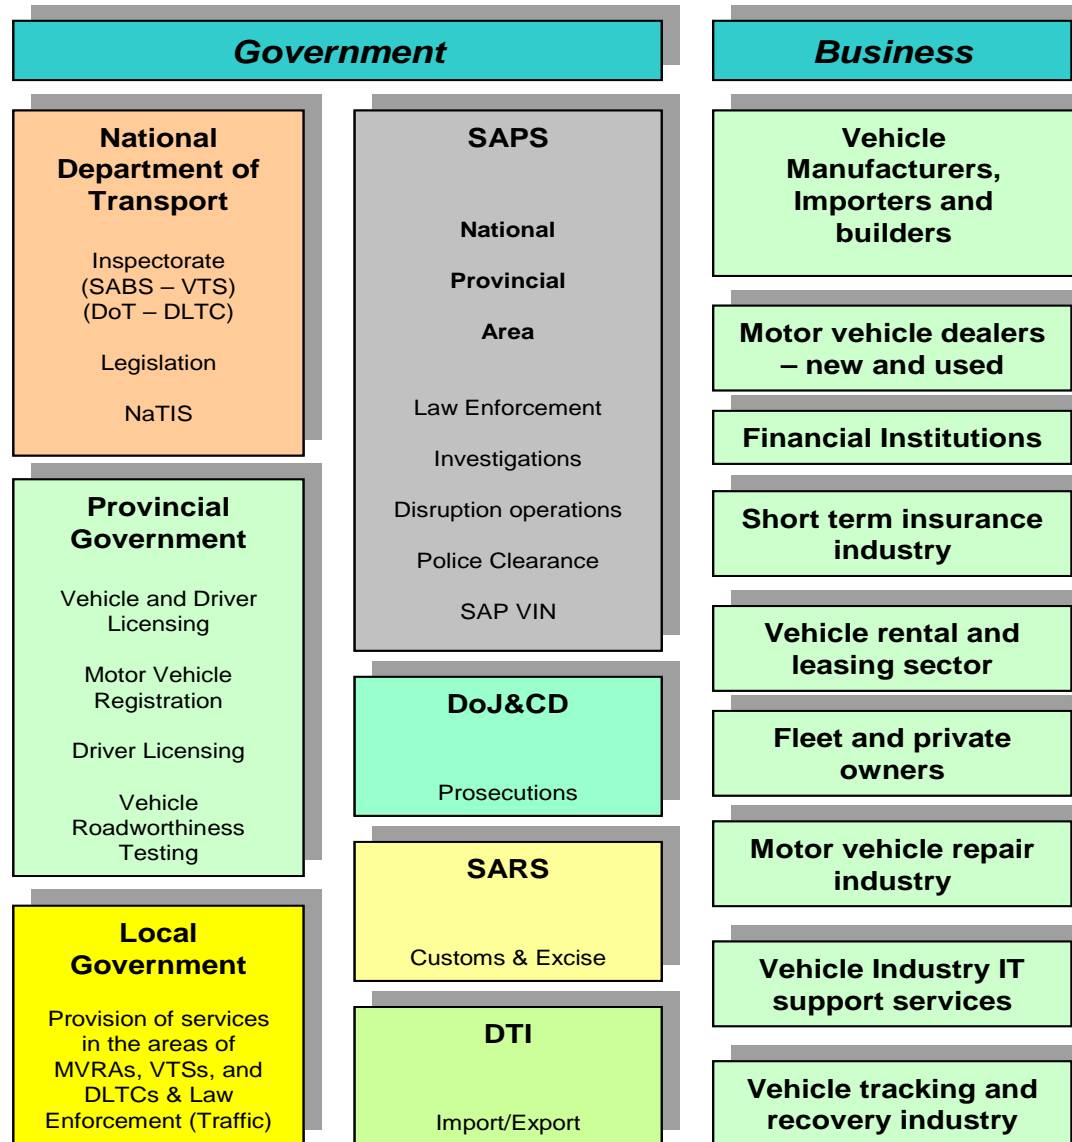 Government
Business
National
Department of
Transport
Inspectorate
(SABS – VTS)
(DoT – DLTC)
Legislation
NaTIS
Provincial
Government
Vehicle and Driver
Licensing
Motor Vehicle
Registration
Driver Licensing
Vehicle
Roadworthiness
Testing
Local
Government
Provision of services
in the areas of
MVRAs, VTSs, and
DLTCs & Law
Enforcement (Traffic)
SAPS
National
Provincial
Area
Law Enforcement
Investigations
Disruption operations
Police Clearance
SAP VIN
DoJ&CD
Prosecutions
SARS
Customs & Excise
DTI
Import/Export
Vehicle
Manufacturers,
Importers and
builders
Motor vehicle dealers
– new and used
Financial Institutions
Short term insurance
industry
Vehicle rental and
leasing sector
Fleet and private
owners
Motor vehicle repair
industry
Vehicle Industry IT
support services
Vehicle tracking and
recovery industry